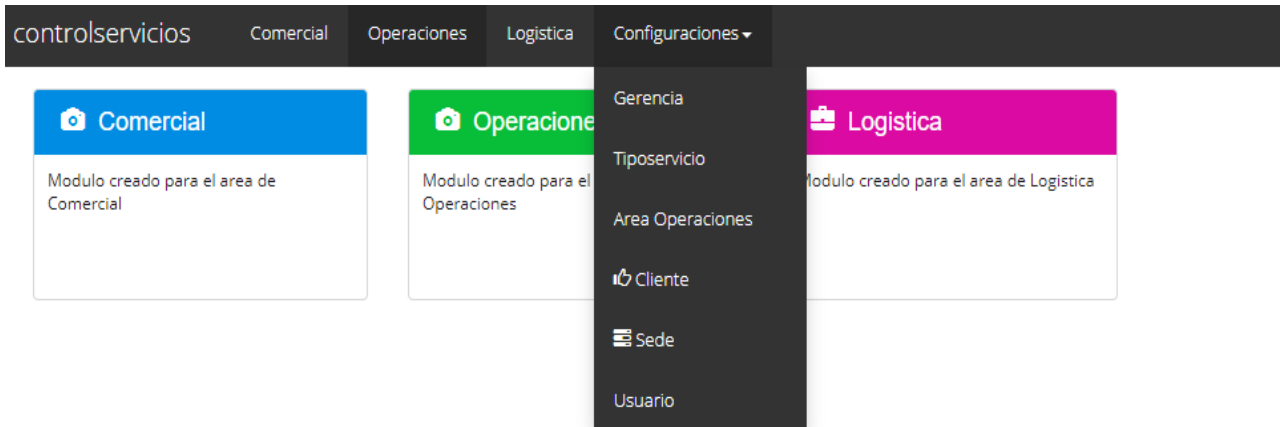 controlservicios Comercial Operaciones Logistica Configuraciones
Gerencia
Tiposervicio
Area Operaciones
Cliente
Sede
Usuario
Comercial
Modulo creado para el area de
Comercial
Operacione
Modulo creado para el
Operaciones
Logistica
Modulo creado para el area de Logistica